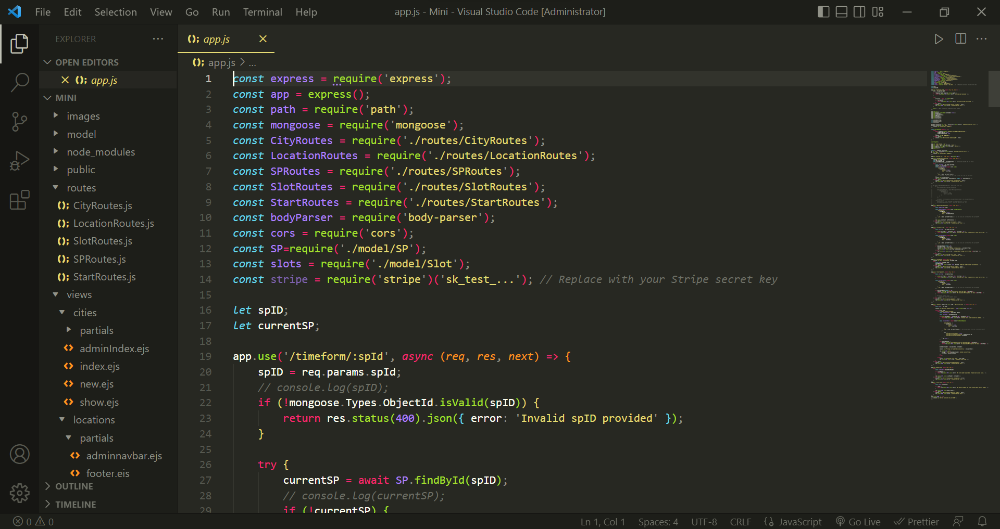 File Edit Selection View Go Run Terminal Help
app.js - Mini - Visual Studio Code [Administrator]
EXPLORER
OPEN EDITORS
(); app.js
MINI
images
model
node_modules
public
routes
(); CityRoutes.js
(); LocationRoutes.js
(); SlotRoutes.js
(); SPRoutes.js
(); StartRoutes.js
views
cities
partials
<> adminIndex.ejs
<> index.ejs
<> new.ejs
<> show.ejs
locations
partials
<> adminnavbar.ejs
<> footer.ejs
OUTLINE
TIMELINE
(); app.js
(); app.js > ...
1 const express = require('express');
2 const app = express();
3 const path = require('path');
4 const mongoose = require('mongoose');
5 const CityRoutes = require('./routes/CityRoutes');
6 const LocationRoutes = require('./routes/LocationRoutes');
7 const SPRoutes = require('./routes/SPRoutes');
8 const SlotRoutes = require('./routes/SlotRoutes');
9 const StartRoutes = require('./routes/StartRoutes');
10 const bodyParser = require('body-parser');
11 const cors = require('cors');
12 const SP=require('./model/SP');
13 const slots = require('./model/Slot');
14 const stripe = require('stripe')('sk_test_...'); // Replace with your Stripe secret key
15
16 let spID;
17 let currentSP;
18
19 app.use('/timeform/:spId', async (req, res, next) => {
20 spID = req.params.spId;
21 // console.log(spID);
22 if (!mongoose.Types.ObjectId.isValid(spID)) {
23 return res.status(400).json({ error: 'Invalid spID provided' });
24 }
25
26 try {
27 currentSP = await SP.findById(spID);
28 // console.log(currentSP);
29 if (!currentSP) {
0 0
Ln 1, Col 1 Spaces: 4 UTF-8 CRLF {} JavaScript Go Live Prettier